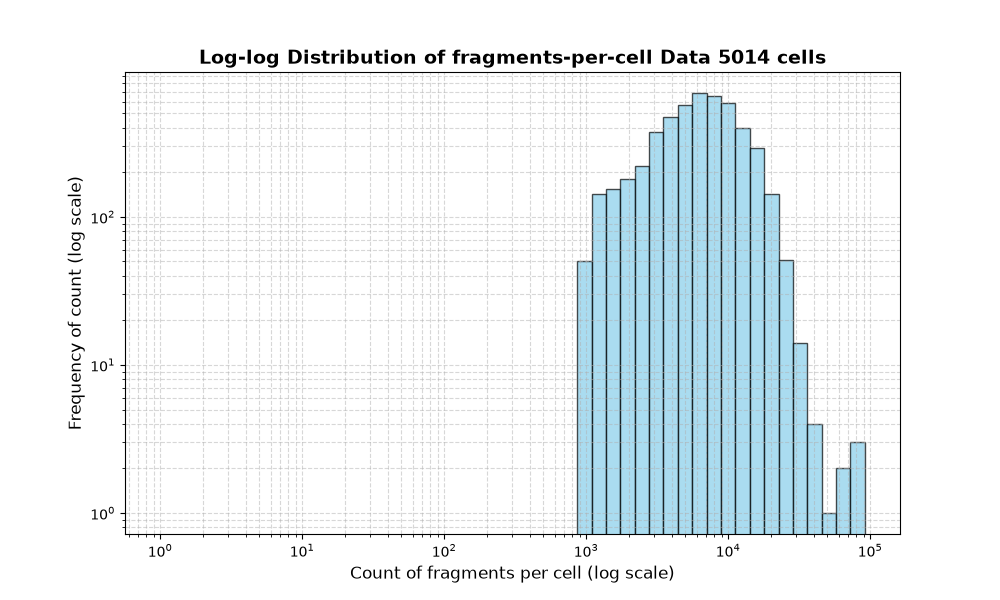 Log-log Distribution of fragments-per-cell Data 5014 cells
Frequency of count (log scale)
10²
10¹
10⁰
10⁰ 10¹ 10² 10³ 10⁴ 10⁵
Count of fragments per cell (log scale)